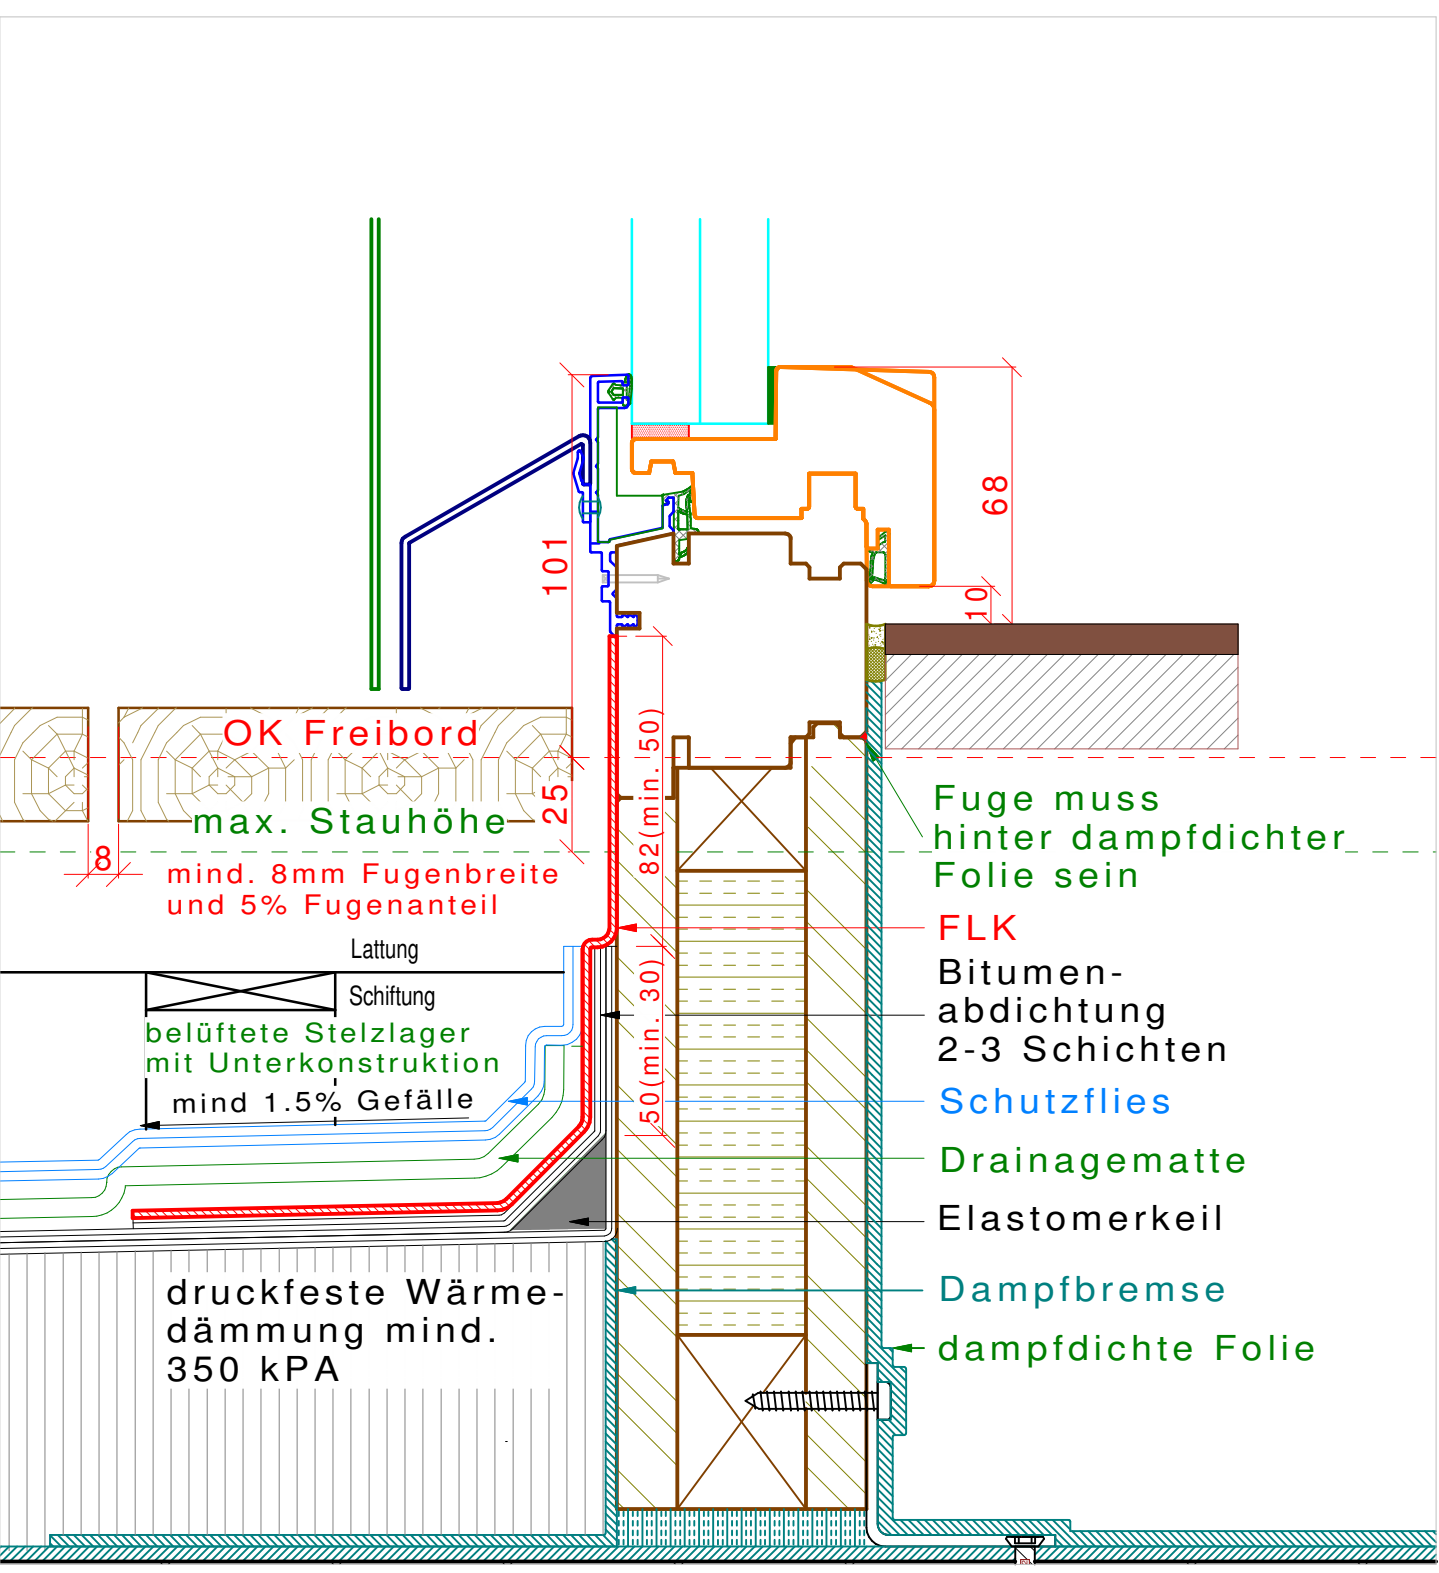 68
101
10
OK Freibord
82(min. 50)
25
max. Stauhöhe
8
mind. 8mm Fugenbreite
und 5% Fugenanteil
Fuge muss
hinter dampfdichter
Folie sein
FLK
Lattung
Schiftung
50(min. 30)
Bitumen-
abdichtung
2-3 Schichten
belüftete Stelzlager
mit Unterkonstruktion
mind 1.5% Gefälle
Schutzflies
Drainagematte
Elastomerkeil
druckfeste Wärme-
dämmung mind.
350 kPA
Dampfbremse
dampfdichte Folie